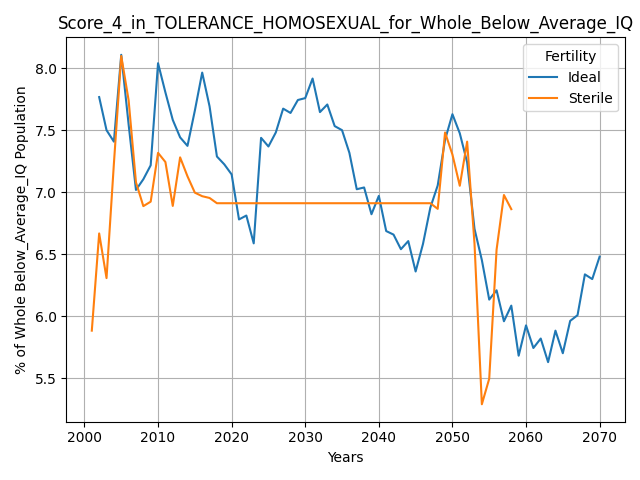 Score_4_in_TOLERANCE_HOMOSEXUAL_for_Whole_Below_Average_IQ
Fertility
Ideal
Sterile
% of Whole Below_Average_IQ Population
8.0
7.5
7.0
6.5
6.0
5.5
2000 2010 2020 2030 2040 2050 2060 2070
Years